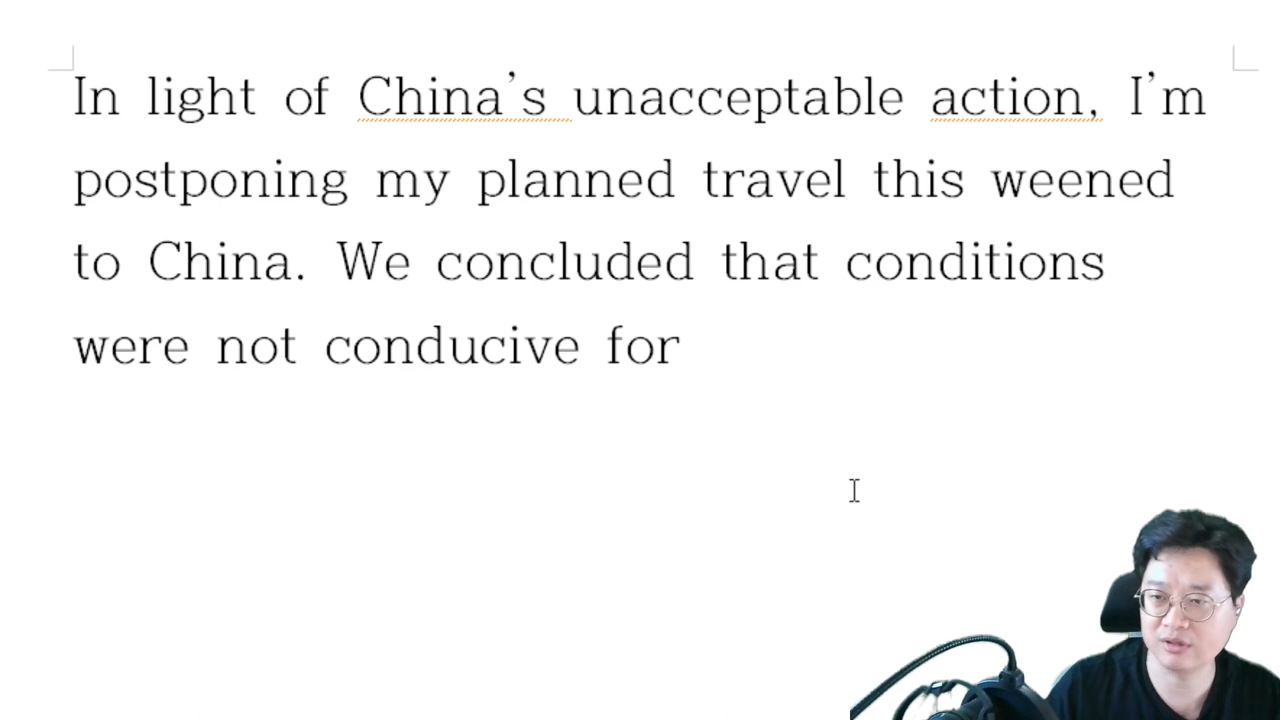 In light of China's unacceptable action, I'm
postponing my planned travel this weened
to China. We concluded that conditions
were not conducive for